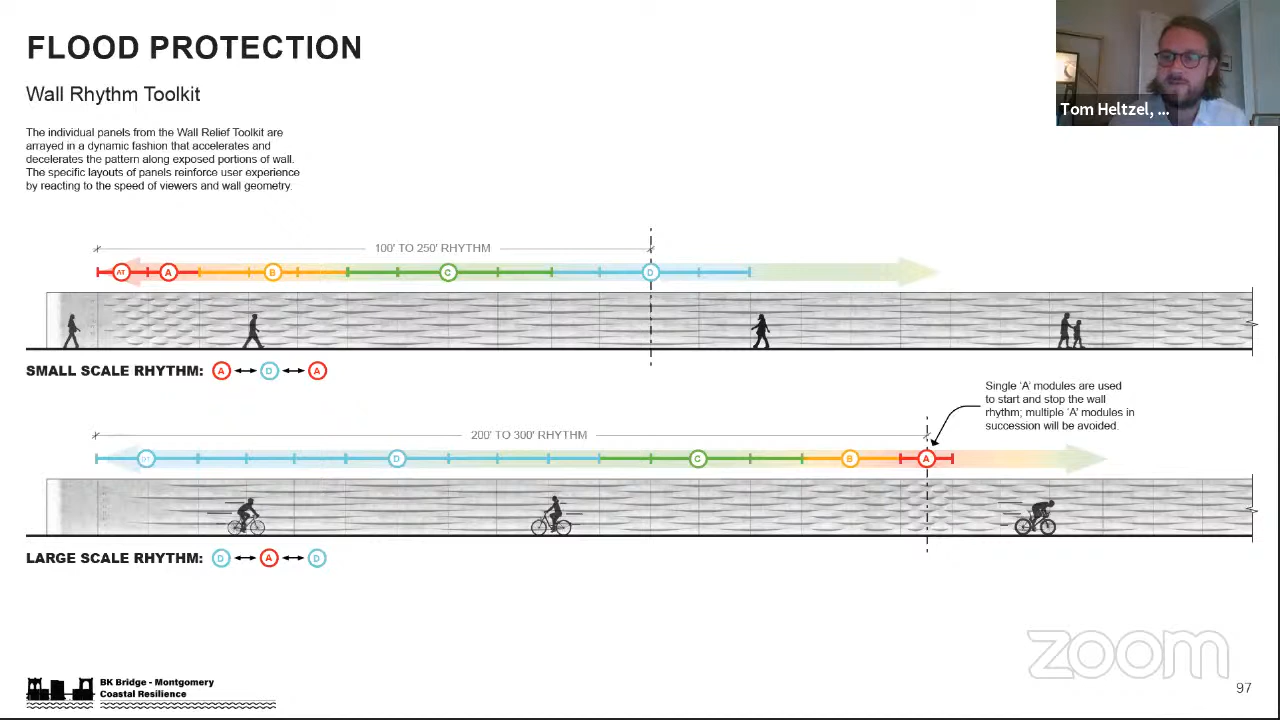 FLOOD PROTECTION
Wall Rhythm Toolkit
The individual panels from the Wall Relief Toolkit are
arrayed in a dynamic fashion that accelerates and
decelerates the pattern along exposed portions of wall.
The specific layouts of panels reinforce user experience
by reacting to the speed of viewers and wall geometry.
Tom Heltzel, ...
100' TO 250' RHYTHM
AT A B C D
SMALL SCALE RHYTHM: A D A
Single 'A' modules are used
to start and stop the wall
rhythm; multiple 'A' modules in
succession will be avoided.
200' TO 300' RHYTHM
DT D C B A
LARGE SCALE RHYTHM: D A D
zoom
BK Bridge - Montgomery
Coastal Resilience
97